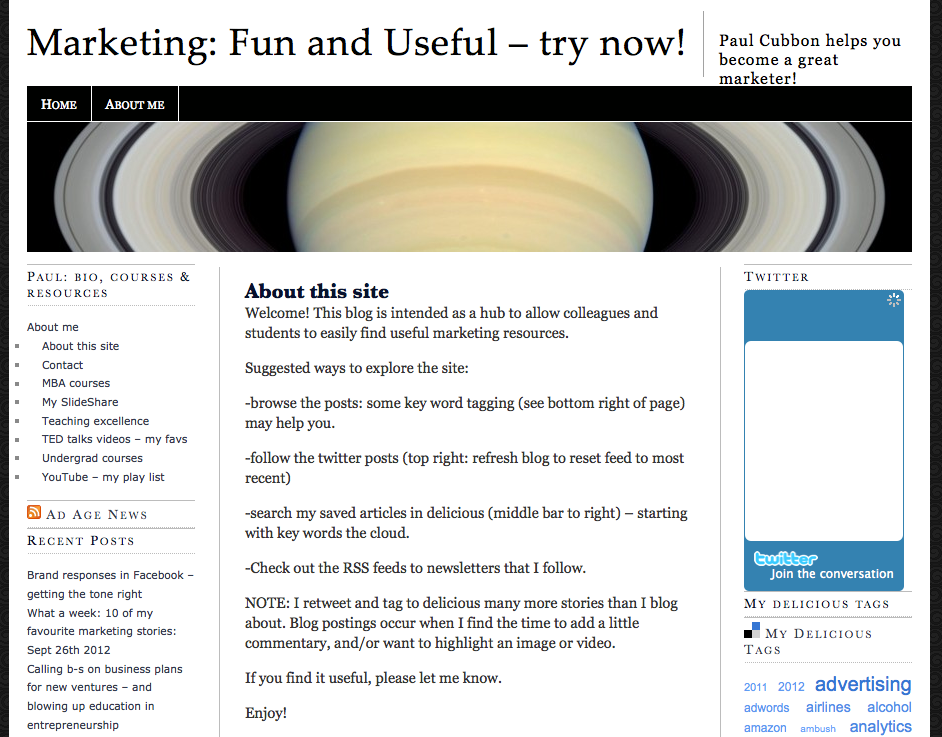 Marketing: Fun and Useful – try now!
Paul Cubbon helps you
become a great
marketer!
Home
About me
Paul: bio, courses &
resources
About me
About this site
Contact
MBA courses
My SlideShare
Teaching excellence
TED talks videos – my favs
Undergrad courses
YouTube – my play list
Ad Age News
Recent Posts
Brand responses in Facebook –
getting the tone right
What a week: 10 of my
favourite marketing stories:
Sept 26th 2012
Calling b-s on business plans
for new ventures – and
blowing up education in
entrepreneurship
About this site
Welcome! This blog is intended as a hub to allow colleagues and
students to easily find useful marketing resources.
Suggested ways to explore the site:
-browse the posts: some key word tagging (see bottom right of page)
may help you.
-follow the twitter posts (top right: refresh blog to reset feed to most
recent)
-search my saved articles in delicious (middle bar to right) – starting
with key words the cloud.
-Check out the RSS feeds to newsletters that I follow.
NOTE: I retweet and tag to delicious many more stories than I blog
about. Blog postings occur when I find the time to add a little
commentary, and/or want to highlight an image or video.
If you find it useful, please let me know.
Enjoy!
Twitter
twitter
Join the conversation
My delicious tags
My Delicious
Tags
2011 2012 advertising
adwords airlines alcohol
amazon ambush analytics